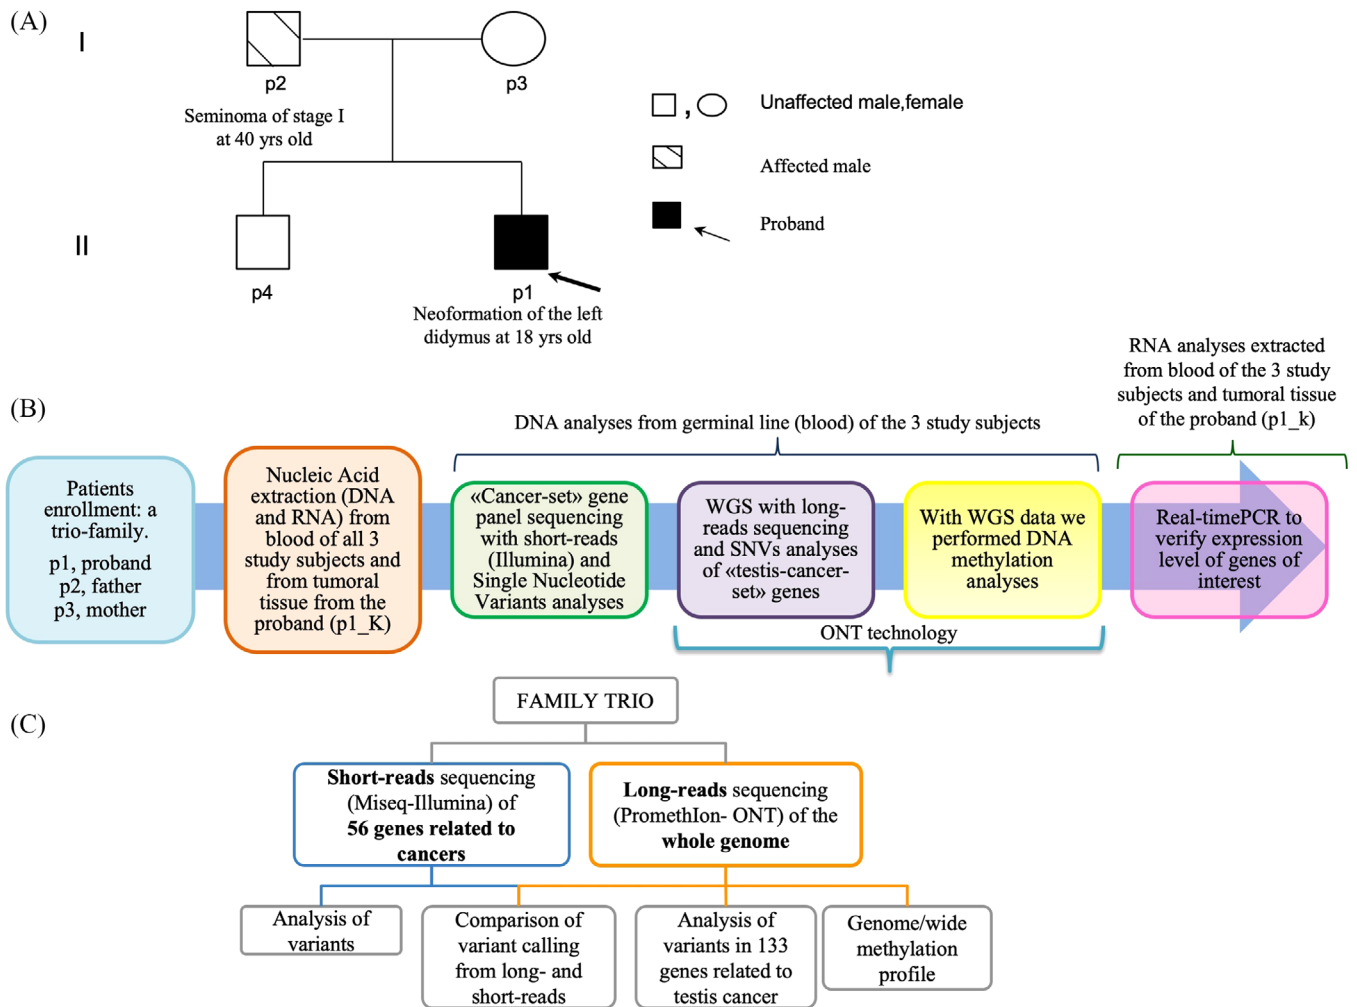 (A)
I
p2
p3
Seminoma of stage I
at 40 yrs old
II
p4
p1
Neoformation of the left
didymus at 18 yrs old
,
Unaffected male,female
Affected male
Proband
(B)
DNA analyses from germinal line (blood) of the 3 study subjects
RNA analyses extracted
from blood of the 3 study
subjects and tumoral tissue
of the proband (p1_k)
Patients
enrollment: a
trio-family.
p1, proband
p2, father
p3, mother
Nucleic Acid
extraction (DNA
and RNA) from
blood of all 3
study subjects and
from tumoral
tissue from the
proband (p1_K)
«Cancer-set» gene
panel sequencing
with short-reads
(Illumina) and
Single Nucleotide
Variants analyses
WGS with long-
reads sequencing
and SNVs analyses
of «testis-cancer-
set» genes
With WGS data we
performed DNA
methylation
analyses
Real-timePCR to
verify expression
level of genes of
interest
ONT technology
(C)
FAMILY TRIO
Short-reads sequencing
(Miseq-Illumina) of
56 genes related to
cancers
Long-reads sequencing
(PromethIon- ONT) of the
whole genome
Analysis of
variants
Comparison of
variant calling
from long- and
short-reads
Analysis of
variants in 133
genes related to
testis cancer
Genome/wide
methylation
profile